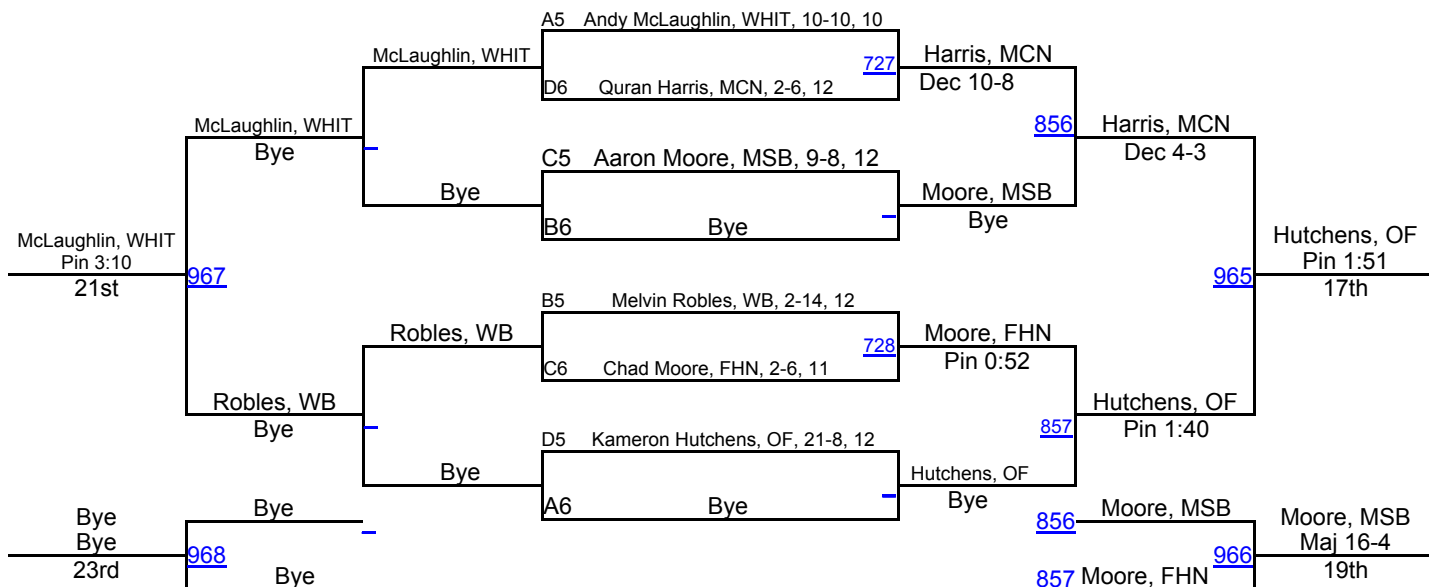 A5 Andy McLaughlin, WHIT, 10-10, 10
McLaughlin, WHIT
727
Harris, MCN
Dec 10-8
D6 Quran Harris, MCN, 2-6, 12
McLaughlin, WHIT
Bye
856
Harris, MCN
Dec 4-3
C5 Aaron Moore, MSB, 9-8, 12
Bye
Moore, MSB
Bye
B6 Bye
McLaughlin, WHIT
Pin 3:10
21st
967
Hutchens, OF
Pin 1:51
17th
965
B5 Melvin Robles, WB, 2-14, 12
Robles, WB
728
Moore, FHN
Pin 0:52
C6 Chad Moore, FHN, 2-6, 11
Robles, WB
Bye
857
Hutchens, OF
Pin 1:40
D5 Kameron Hutchens, OF, 21-8, 12
Bye
Hutchens, OF
Bye
A6 Bye
Bye
Bye
23rd
968
Bye
Bye
856 Moore, MSB
966
Moore, MSB
Maj 16-4
19th
857 Moore, FHN